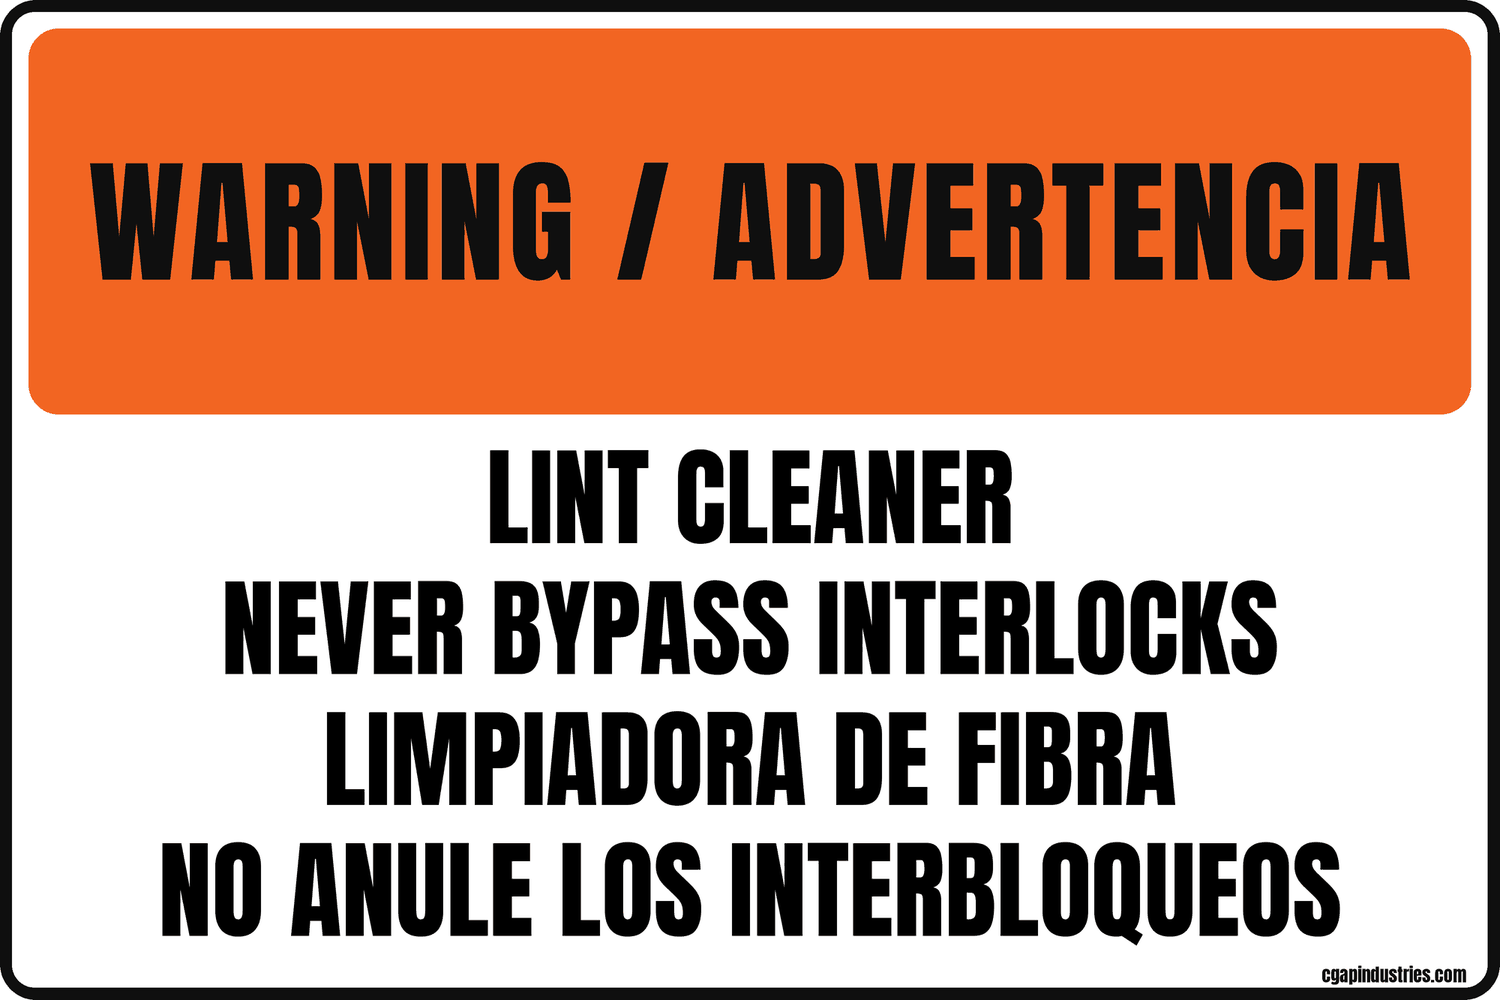 WARNING / ADVERTENCIA
LINT CLEANER
NEVER BYPASS INTERLOCKS
LIMPIADORA DE FIBRA
NO ANULE LOS INTERBLOQUEOS
cgapindustries.com